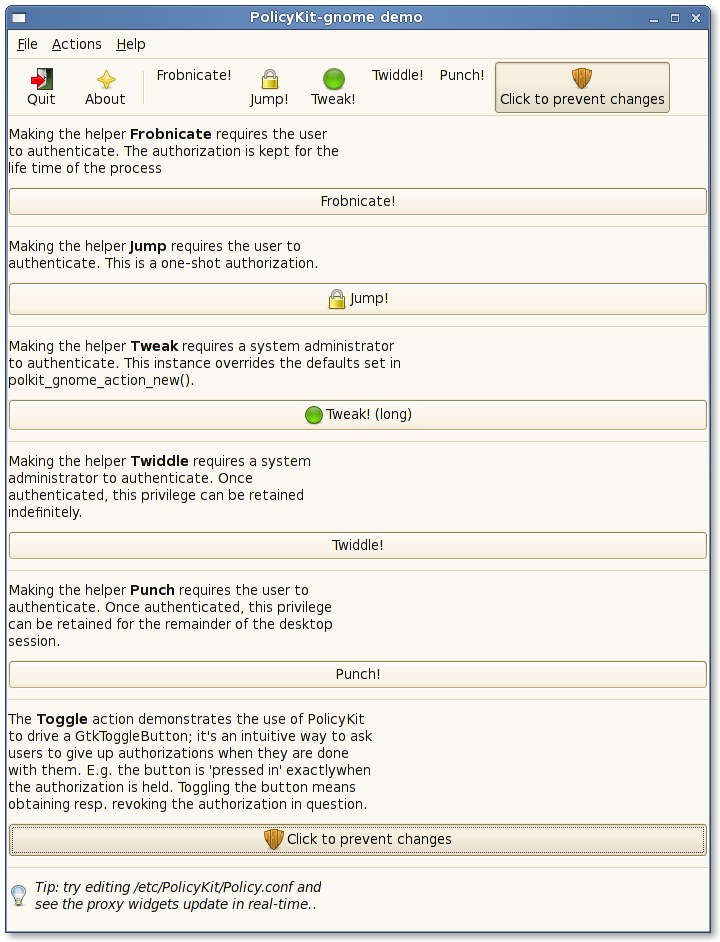 PolicyKit-gnome demo
File Actions Help
Quit About Frobnicate! Jump! Tweak! Twiddle! Punch! Click to prevent changes
Making the helper Frobnicate requires the user
to authenticate. The authorization is kept for the
life time of the process
Frobnicate!
Making the helper Jump requires the user to
authenticate. This is a one-shot authorization.
Jump!
Making the helper Tweak requires a system administrator
to authenticate. This instance overrides the defaults set in
polkit_gnome_action_new().
Tweak! (long)
Making the helper Twiddle requires a system
administrator to authenticate. Once
authenticated, this privilege can be retained
indefinitely.
Twiddle!
Making the helper Punch requires the user to
authenticate. Once authenticated, this privilege
can be retained for the remainder of the desktop
session.
Punch!
The Toggle action demonstrates the use of PolicyKit
to drive a GtkToggleButton; it's an intuitive way to ask
users to give up authorizations when they are done
with them. E.g. the button is 'pressed in' exactlywhen
the authorization is held. Toggling the button means
obtaining resp. revoking the authorization in question.
Click to prevent changes
Tip: try editing /etc/PolicyKit/Policy.conf and
see the proxy widgets update in real-time..